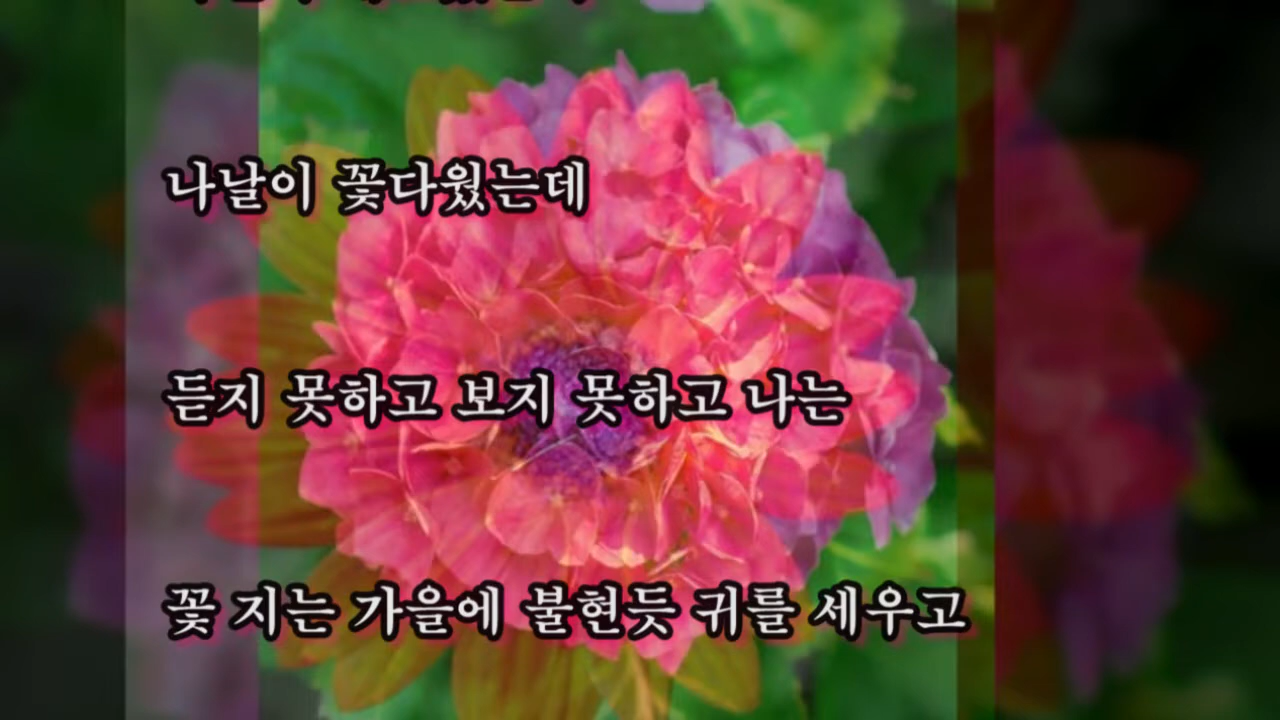 나날이 꽃다웠는데
듣지 못하고 보지 못하고 나는
꽃 지는 가을에 불현듯 귀를 세우고